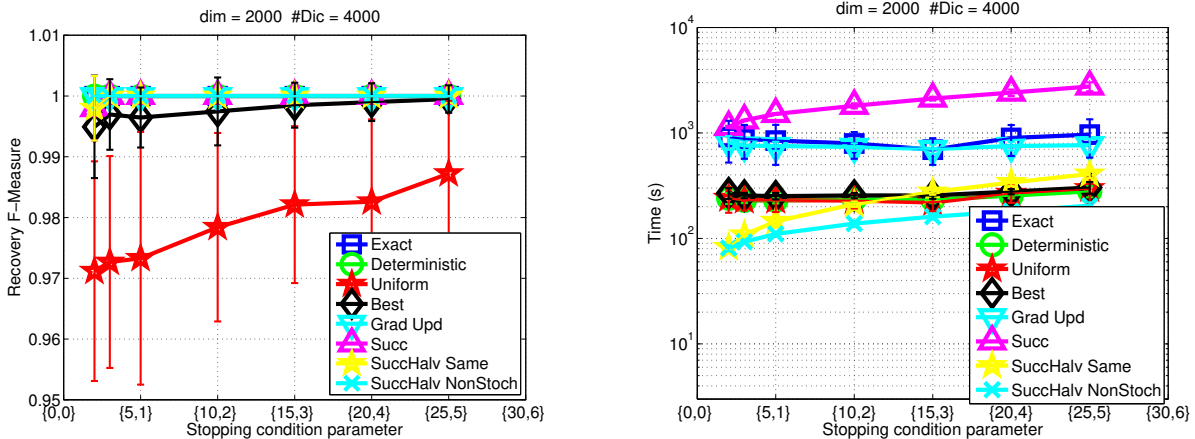 dim = 2000 #Dic = 4000
1.01
1
0.99
0.98
0.97
0.96
0.95
Recovery F−Measure
{0,0}
{5,1}
{10,2}
{15,3}
{20,4}
{25,5}
{30,6}
Stopping condition parameter
Exact
Deterministic
Uniform
Best
Grad Upd
Succ
SuccHalv Same
SuccHalv NonStoch
dim = 2000 #Dic = 4000
10^4
10^3
10^2
10^1
Time (s)
{0,0}
{5,1}
{10,2}
{15,3}
{20,4}
{25,5}
{30,6}
Stopping condition parameter
Exact
Deterministic
Uniform
Best
Grad Upd
Succ
SuccHalv Same
SuccHalv NonStoch